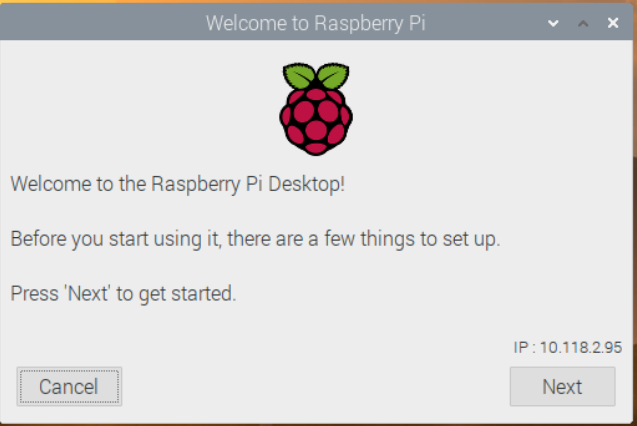 Welcome to Raspberry Pi
Welcome to the Raspberry Pi Desktop!
Before you start using it, there are a few things to set up.
Press 'Next' to get started.
IP : 10.118.2.95
Cancel
Next